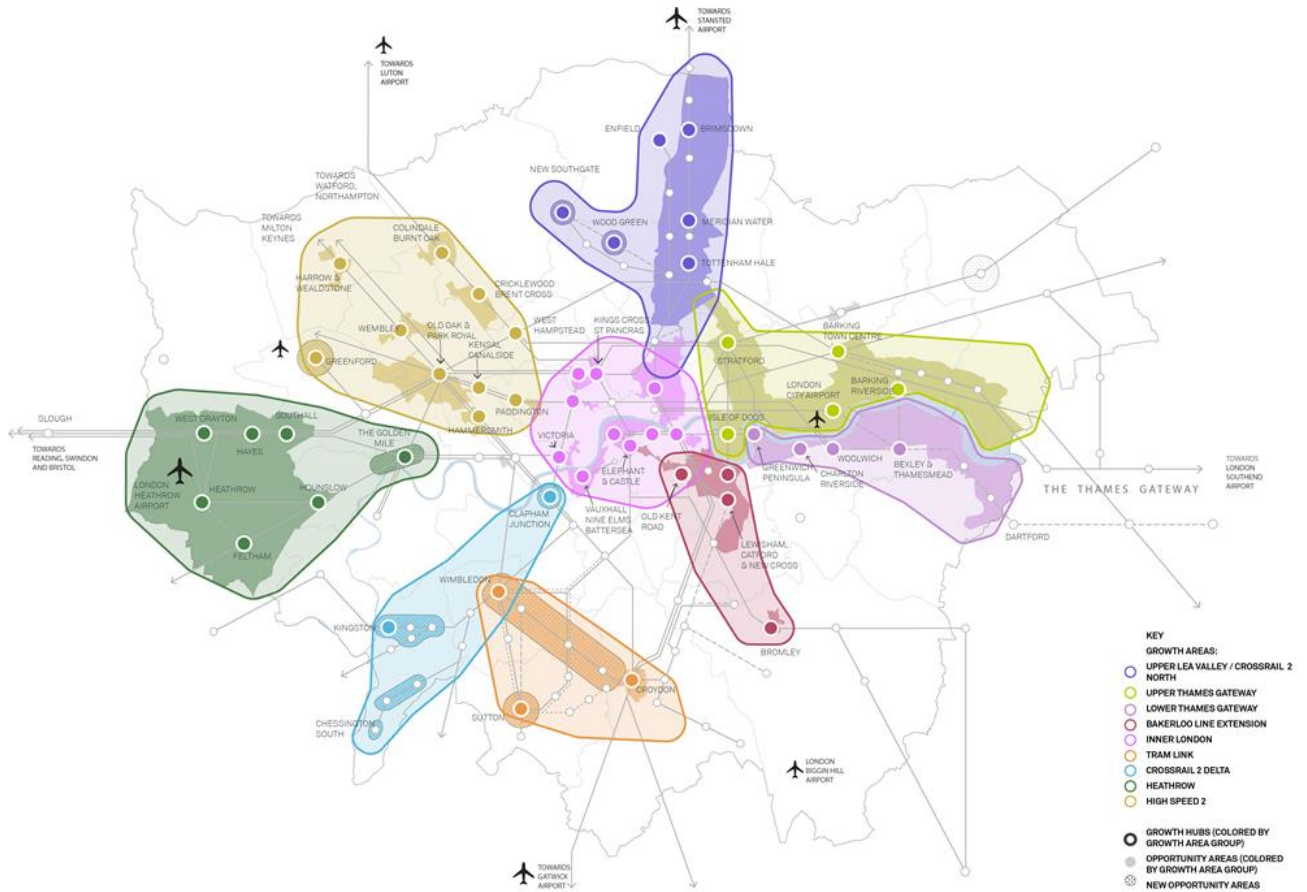 TOWARDS
STANSTED
AIRPORT
TOWARDS
LUTON
AIRPORT
ENFIELD
BRIMSDOWN
NEW SOUTHGATE
TOWARDS
WATFORD,
NORTHAMPTON
TOWARDS
MILTON
KEYNES
COLINDALE
BURNT OAK
WOOD GREEN
MERIDIAN WATER
TOTTENHAM HALE
HARROW &
WEALDSTONE
CRICKLEWOOD
BRENT CROSS
WEMBLEY
OLD OAK &
PARK ROYAL
WEST
HAMPSTEAD
KINGS CROSS
ST PANCRAS
KENSAL
CANALSIDE
GREENFORD
STRATFORD
BARKING
TOWN CENTRE
LONDON
CITY AIRPORT
BARKING
RIVERSIDE
PADDINGTON
HAMMERSMITH
SLOUGH
TOWARDS
READING, SWINDON
AND BRISTOL
WEST DRAYTON
SOUTHALL
HAYES
THE GOLDEN
MILE
VICTORIA
ISLE OF DOGS
ELEPHANT
& CASTLE
GREENWICH
PENINSULA
CHARLTON
RIVERSIDE
WOOLWICH
BEXLEY &
THAMESMEAD
TOWARDS
LONDON
SOUTHEND
AIRPORT
THE THAMES GATEWAY
LONDON
HEATHROW
AIRPORT
HEATHROW
HOUNSLOW
FELTHAM
CLAPHAM
JUNCTION
VAUXHALL
NINE ELMS
BATTERSEA
OLD KENT
ROAD
LEWISHAM,
CATFORD
& NEW CROSS
DARTFORD
WIMBLEDON
KINGSTON
BROMLEY
CROYDON
SUTTON
CHESSINGTON
SOUTH
LONDON
BIGGIN HILL
AIRPORT
TOWARDS
GATWICK
AIRPORT
KEY
GROWTH AREAS:
UPPER LEA VALLEY / CROSSRAIL 2
NORTH
UPPER THAMES GATEWAY
LOWER THAMES GATEWAY
BAKERLOO LINE EXTENSION
INNER LONDON
TRAM LINK
CROSSRAIL 2 DELTA
HEATHROW
HIGH SPEED 2
GROWTH HUBS (COLORED BY
GROWTH AREA GROUP)
OPPORTUNITY AREAS (COLORED
BY GROWTH AREA GROUP)
NEW OPPORTUNITY AREAS